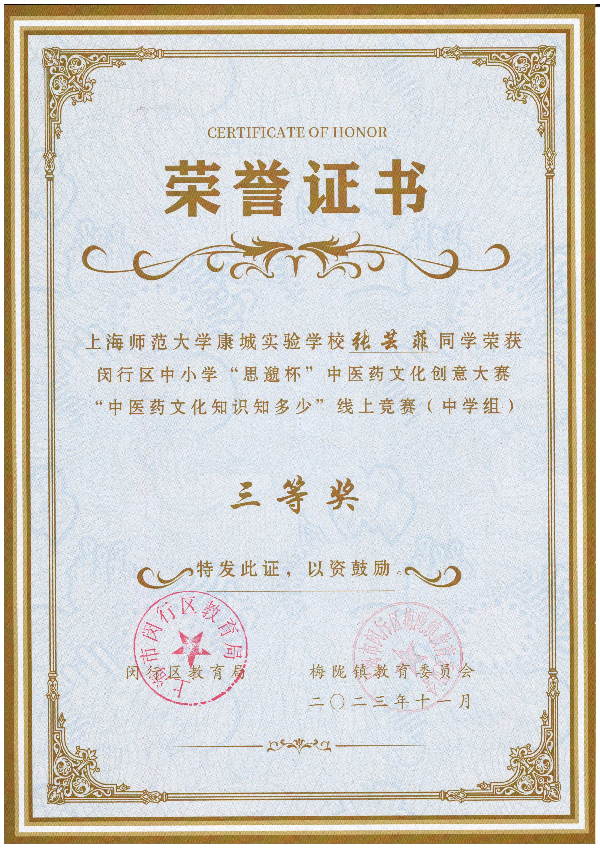 CERTIFICATE OF HONOR
荣誉证书
上海师范大学康城实验学校张芸菲同学荣获
闵行区中小学“思邈杯”中医药文化创意大赛
“中医药文化知识知多少”线上竞赛（中学组）
三等奖
特发此证，以资鼓励。
上海市闵行区教育局
闵行区教育局
梅陇镇教育委员会
二〇二三年十一月